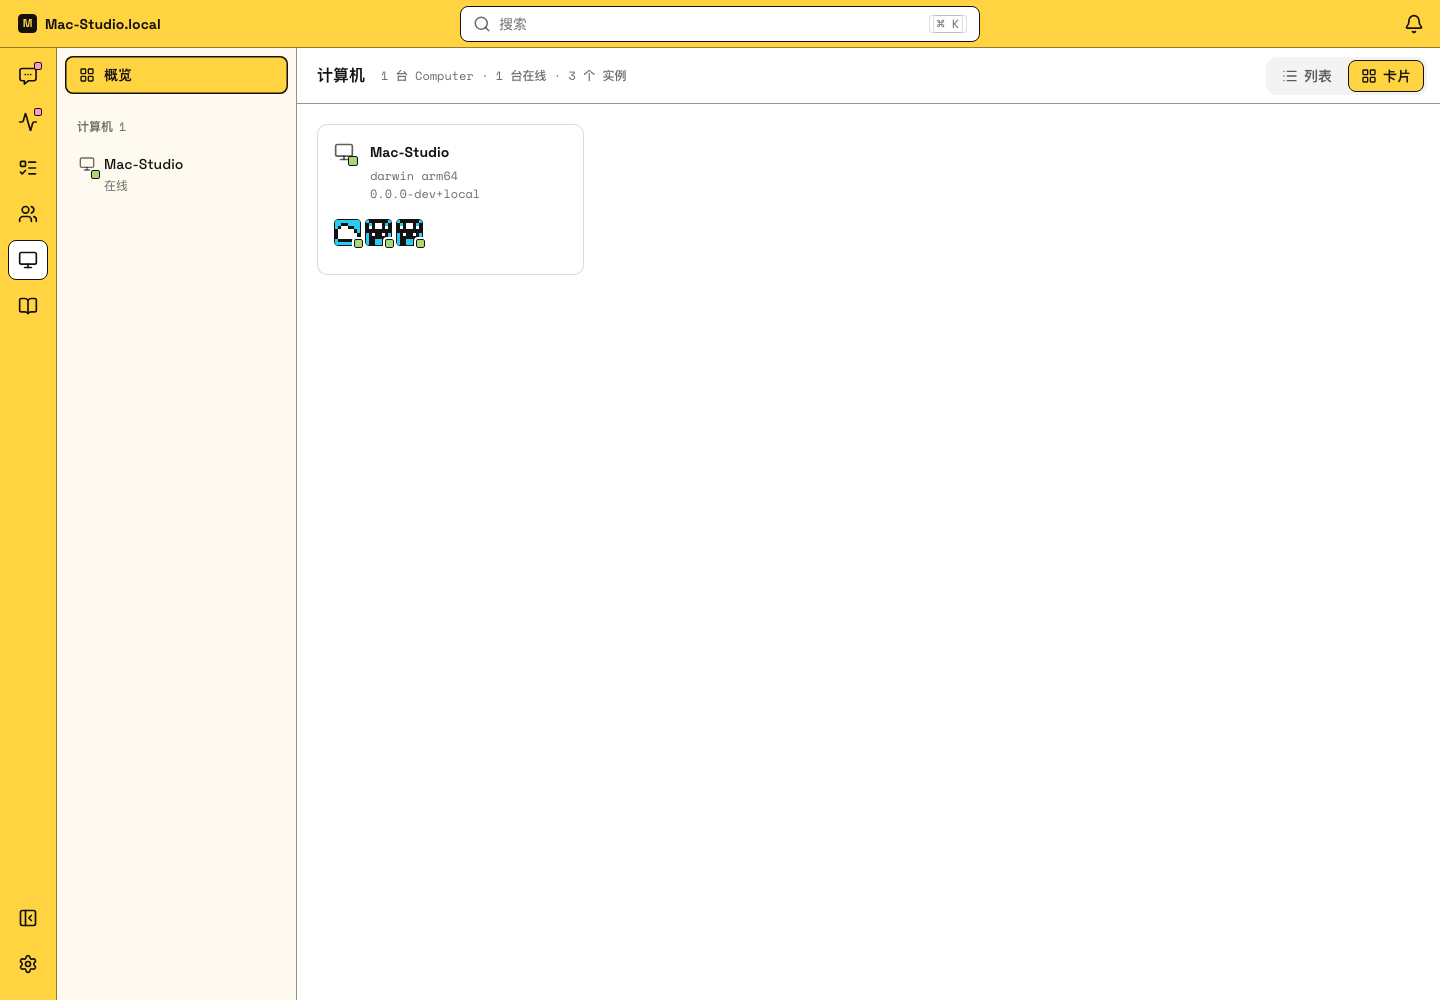 M Mac-Studio.local
搜索
⌘ K
概览
计算机 1
Mac-Studio
在线
计算机 1 台 Computer · 1 台在线 · 3 个 实例
列表
卡片
Mac-Studio
darwin arm64
0.0.0-dev+local